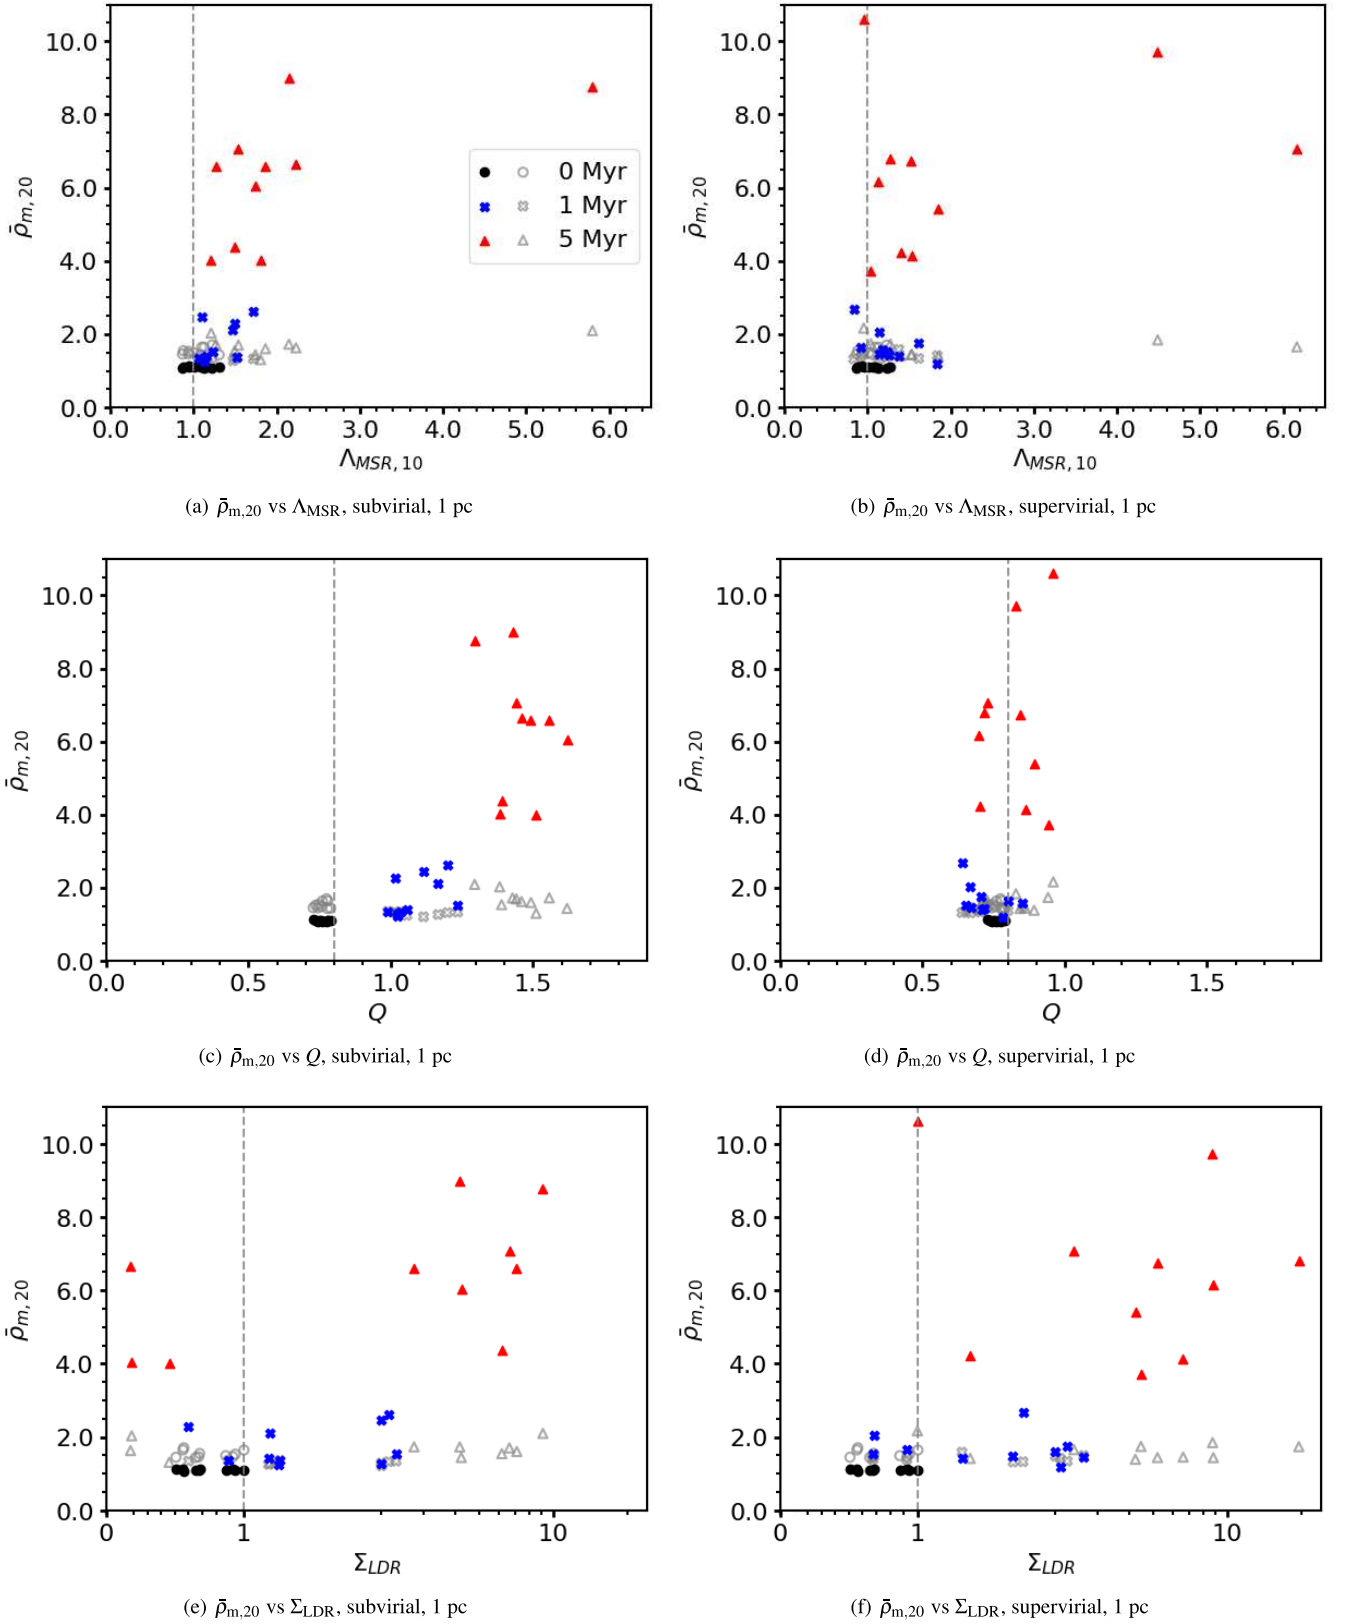 10.0
8.0
6.0
4.0
2.0
0.0
ρ̄m, 20
0.0 1.0 2.0 3.0 4.0 5.0 6.0
ΛMSR, 10
0 Myr
1 Myr
5 Myr
(a) ρ̄m,20 vs ΛMSR, subvirial, 1 pc
10.0
8.0
6.0
4.0
2.0
0.0
ρ̄m, 20
0.0 1.0 2.0 3.0 4.0 5.0 6.0
ΛMSR, 10
(b) ρ̄m,20 vs ΛMSR, supervirial, 1 pc
10.0
8.0
6.0
4.0
2.0
0.0
ρ̄m, 20
0.0 0.5 1.0 1.5
Q
(c) ρ̄m,20 vs Q, subvirial, 1 pc
10.0
8.0
6.0
4.0
2.0
0.0
ρ̄m, 20
0.0 0.5 1.0 1.5
Q
(d) ρ̄m,20 vs Q, supervirial, 1 pc
10.0
8.0
6.0
4.0
2.0
0.0
ρ̄m, 20
0 1 10
ΣLDR
(e) ρ̄m,20 vs ΣLDR, subvirial, 1 pc
10.0
8.0
6.0
4.0
2.0
0.0
ρ̄m, 20
0 1 10
ΣLDR
(f) ρ̄m,20 vs ΣLDR, supervirial, 1 pc